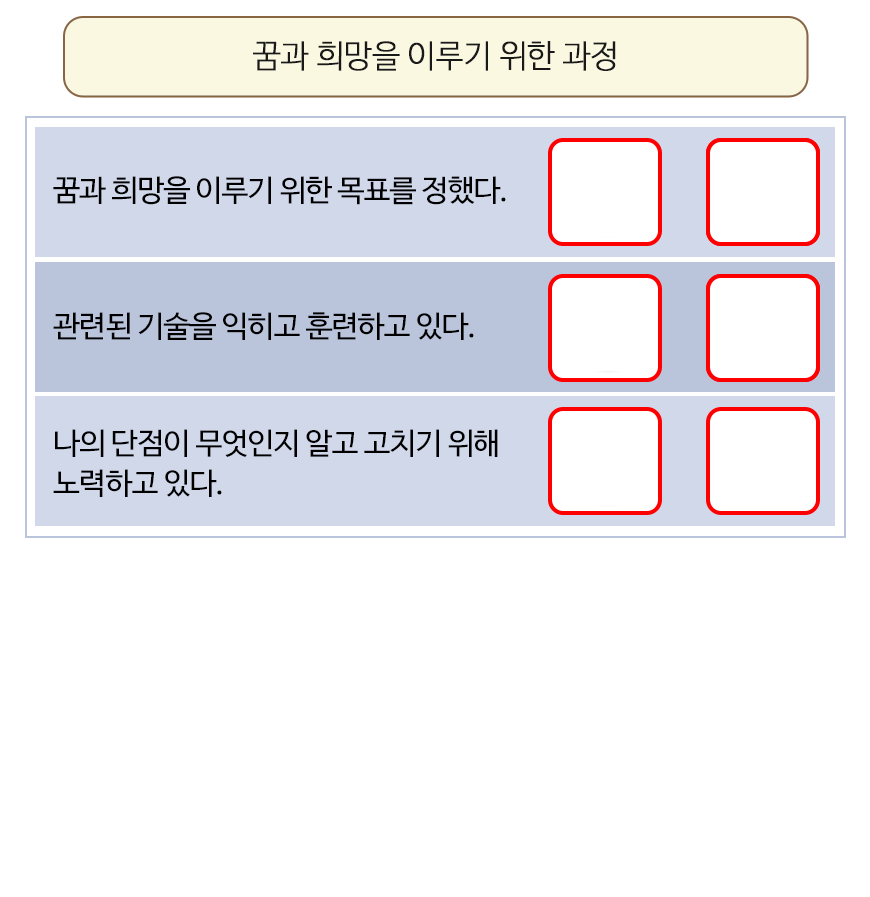 꿈과 희망을 이루기 위한 과정
꿈과 희망을 이루기 위한 목표를 정했다.
관련된 기술을 익히고 훈련하고 있다.
나의 단점이 무엇인지 알고 고치기 위해
노력하고 있다.